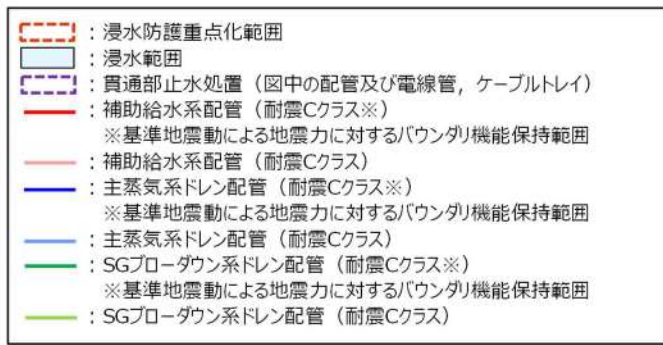 ：浸水防護重点化範囲
：浸水範囲
：貫通部止水処置（図中の配管及び電線管，ケーブルトレイ）
：補助給水系配管（耐震Cクラス※）
※基準地震動による地震力に対するバウンダリ機能保持範囲
：補助給水系配管（耐震Cクラス）
：主蒸気系ドレン配管（耐震Cクラス※）
※基準地震動による地震力に対するバウンダリ機能保持範囲
：主蒸気系ドレン配管（耐震Cクラス）
：SGブローダウン系ドレン配管（耐震Cクラス※）
※基準地震動による地震力に対するバウンダリ機能保持範囲
：SGブローダウン系ドレン配管（耐震Cクラス）